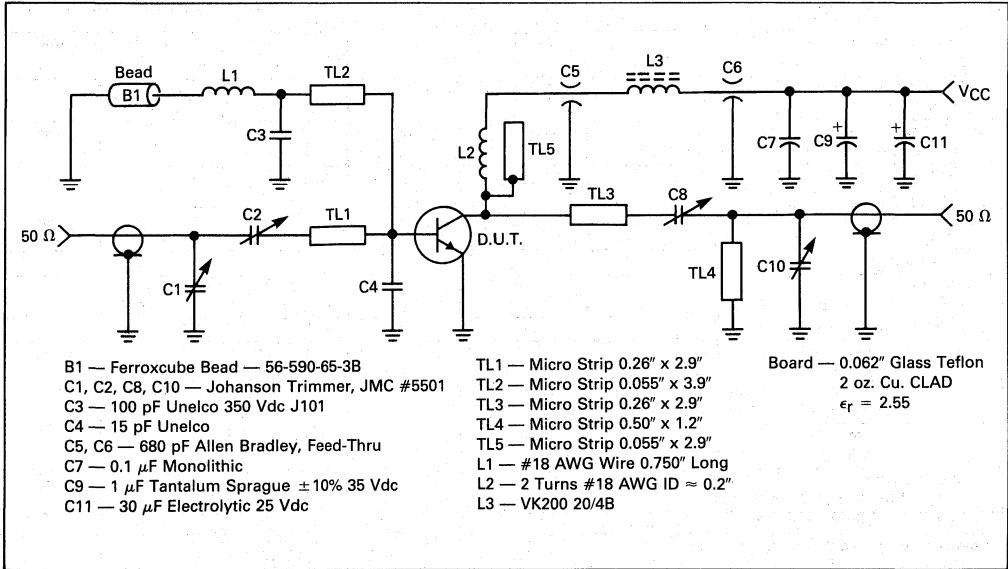 Bead
B1
L1
TL2
C3
C5
L3
C6
VCC
L2
TL5
C7
C9
+
C11
+
50 Ω
C2
TL1
C1
C4
D.U.T.
TL3
C8
TL4
C10
50 Ω
B1 — Ferroxcube Bead — 56-590-65-3B
C1, C2, C8, C10 — Johanson Trimmer, JMC #5501
C3 — 100 pF Unelco 350 Vdc J101
C4 — 15 pF Unelco
C5, C6 — 680 pF Allen Bradley, Feed-Thru
C7 — 0.1 μF Monolithic
C9 — 1 μF Tantalum Sprague ±10% 35 Vdc
C11 — 30 μF Electrolytic 25 Vdc
TL1 — Micro Strip 0.26″ x 2.9″
TL2 — Micro Strip 0.055″ x 3.9″
TL3 — Micro Strip 0.26″ x 2.9″
TL4 — Micro Strip 0.50″ x 1.2″
TL5 — Micro Strip 0.055″ x 2.9″
L1 — #18 AWG Wire 0.750″ Long
L2 — 2 Turns #18 AWG ID ≈ 0.2″
L3 — VK200 20/4B
Board — 0.062″ Glass Teflon
2 oz. Cu. CLAD
εr = 2.55